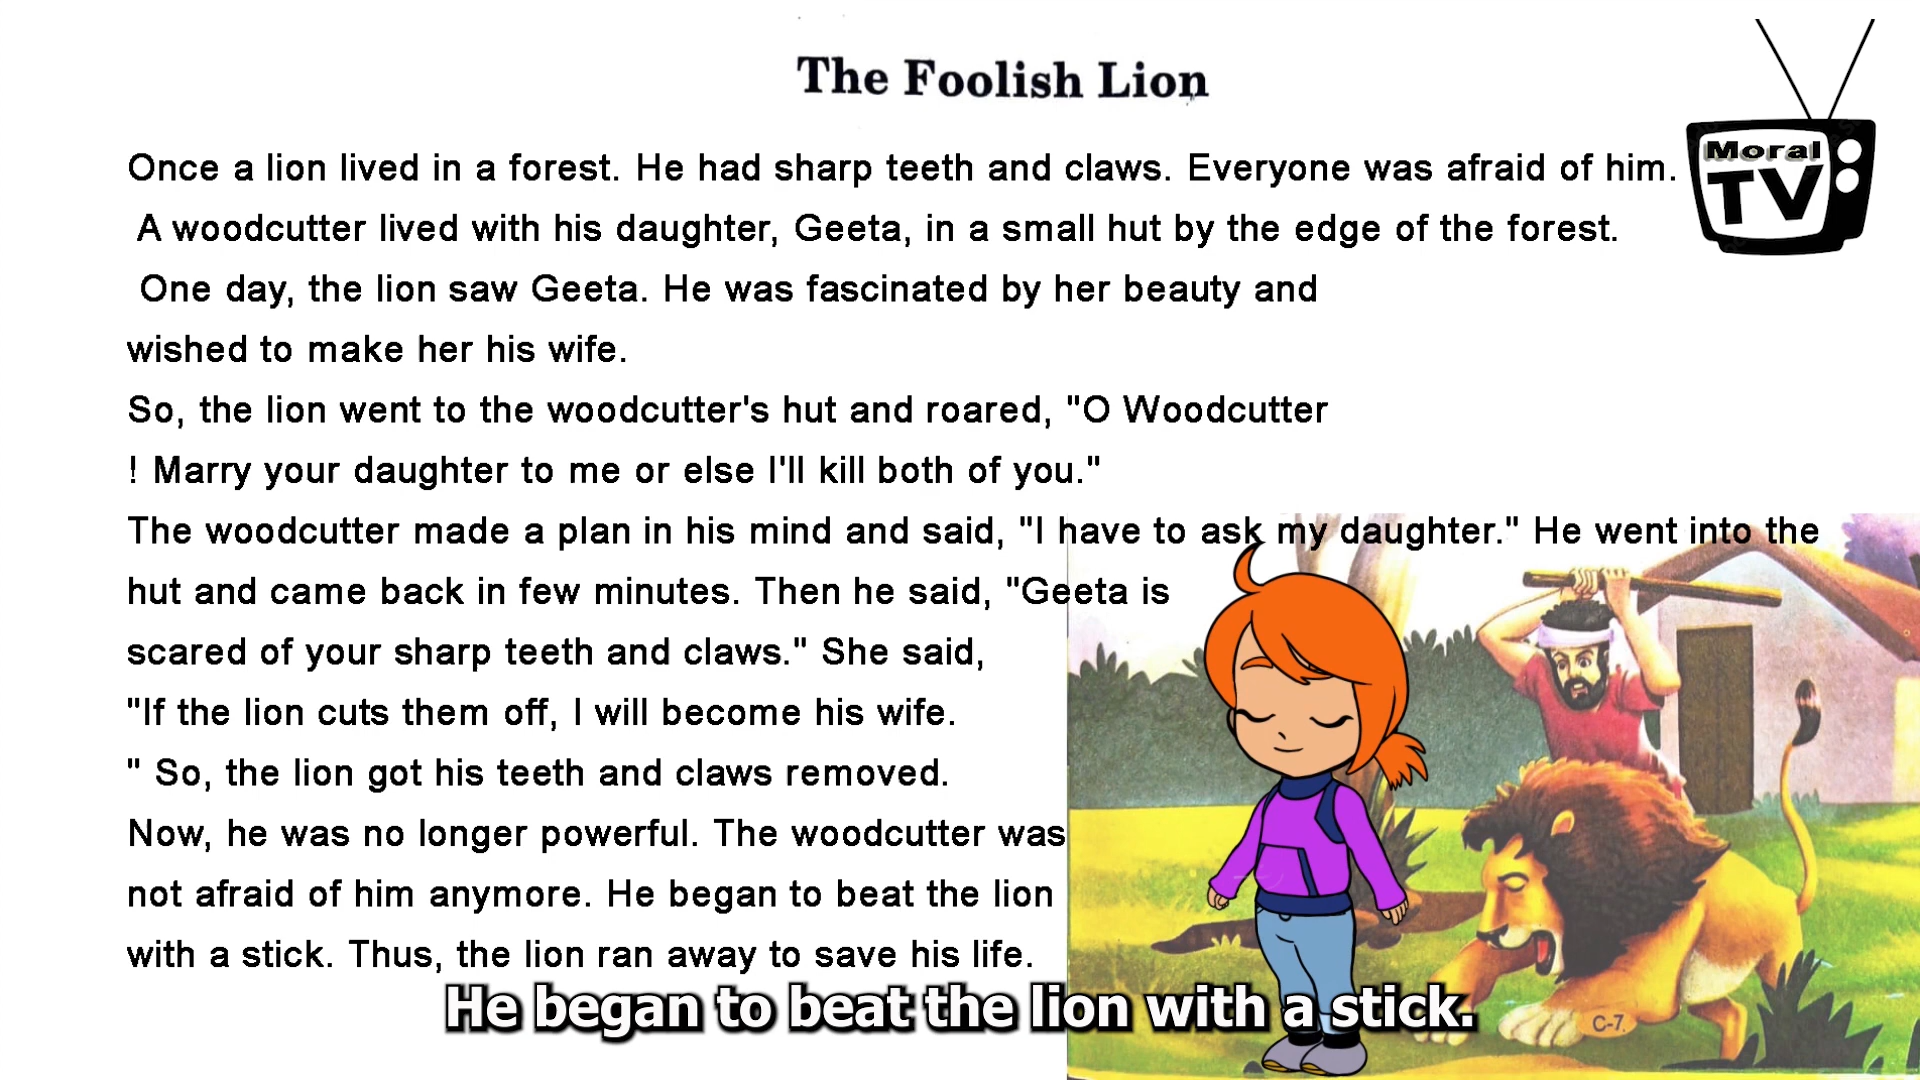 The Foolish Lion
Moral
TV
Once a lion lived in a forest. He had sharp teeth and claws. Everyone was afraid of him.
A woodcutter lived with his daughter, Geeta, in a small hut by the edge of the forest.
One day, the lion saw Geeta. He was fascinated by her beauty and
wished to make her his wife.
So, the lion went to the woodcutter's hut and roared, "O Woodcutter
! Marry your daughter to me or else I'll kill both of you."
The woodcutter made a plan in his mind and said, "I have to ask my daughter." He went into the
hut and came back in few minutes. Then he said, "Geeta is
scared of your sharp teeth and claws." She said,
"If the lion cuts them off, I will become his wife.
" So, the lion got his teeth and claws removed.
Now, he was no longer powerful. The woodcutter was
not afraid of him anymore. He began to beat the lion
with a stick. Thus, the lion ran away to save his life.
He began to beat the lion with a stick.
C-7.